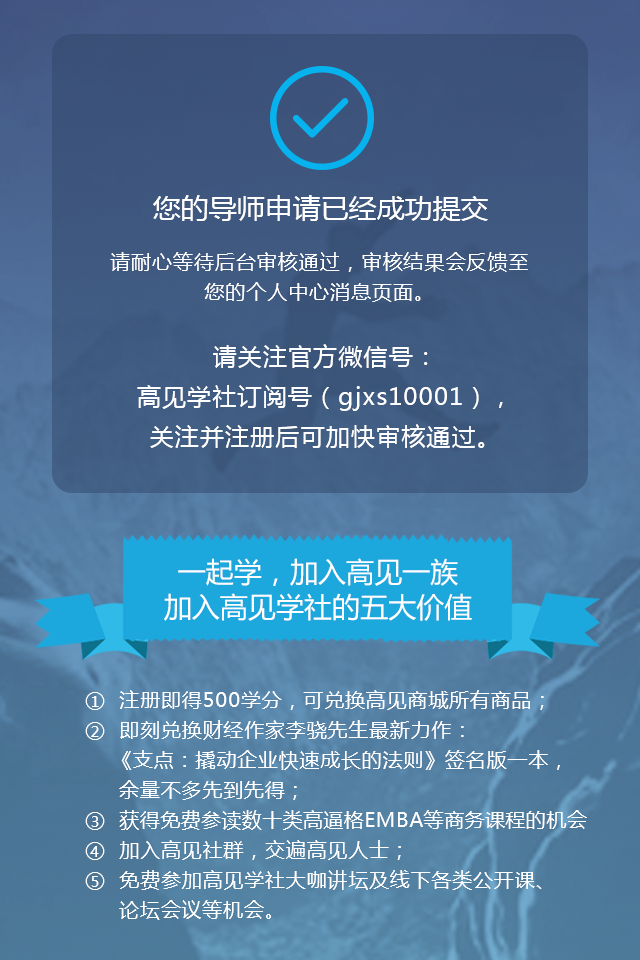 您的导师申请已经成功提交
请耐心等待后台审核通过，审核结果会反馈至
您的个人中心消息页面。
请关注官方微信号：
高见学社订阅号（gjxs10001），
关注并注册后可加快审核通过。
一起学，加入高见一族
加入高见学社的五大价值
① 注册即得500学分，可兑换高见商城所有商品；
② 即刻兑换财经作家李骁先生最新力作：
《支点：撬动企业快速成长的法则》签名版一本，
余量不多先到先得；
③ 获得免费参读数十类高逼格EMBA等商务课程的机会
④ 加入高见社群，交遍高见人士；
⑤ 免费参加高见学社大咖讲坛及线下各类公开课、
论坛会议等机会。